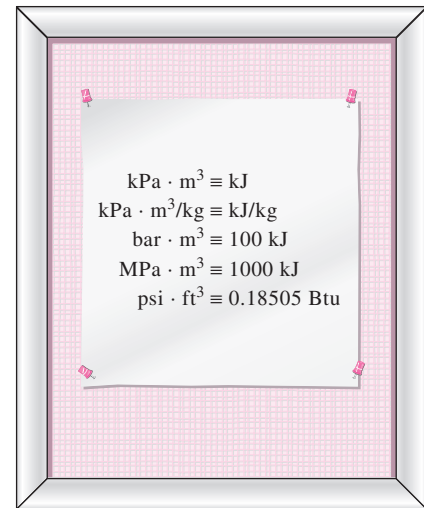 kPa · m³ ≡ kJ
kPa · m³/kg ≡ kJ/kg
bar · m³ ≡ 100 kJ
MPa · m³ ≡ 1000 kJ
psi · ft³ ≡ 0.18505 Btu